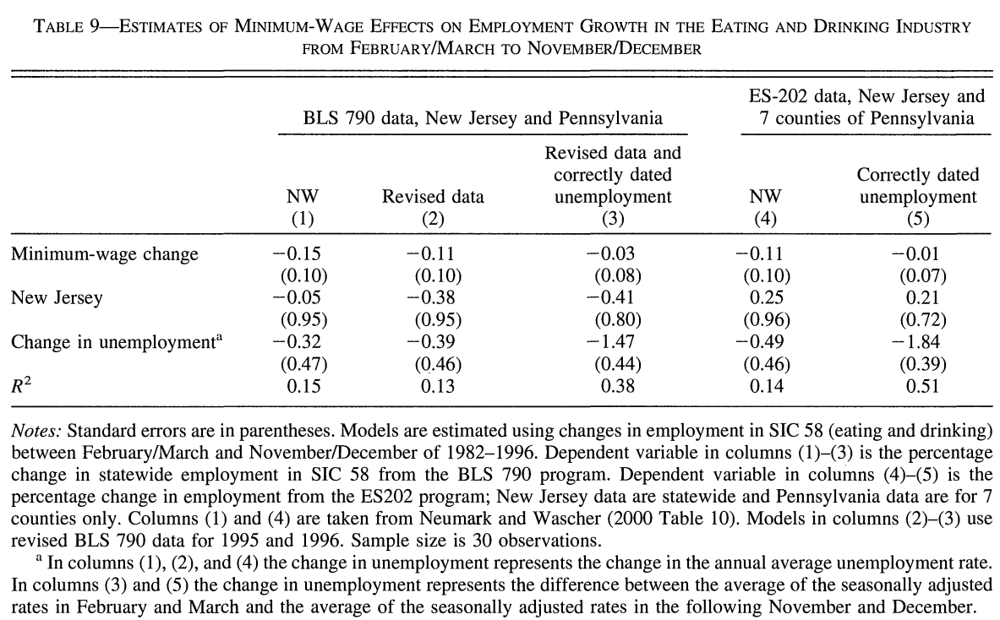 TABLE 9—ESTIMATES OF MINIMUM-WAGE EFFECTS ON EMPLOYMENT GROWTH IN THE EATING AND DRINKING INDUSTRY
FROM FEBRUARY/MARCH TO NOVEMBER/DECEMBER
BLS 790 data, New Jersey and Pennsylvania
ES-202 data, New Jersey and
7 counties of Pennsylvania
NW
(1)
Revised data
(2)
Revised data and
correctly dated
unemployment
(3)
NW
(4)
Correctly dated
unemployment
(5)
Minimum-wage change −0.15 −0.11 −0.03 −0.11 −0.01
(0.10) (0.10) (0.08) (0.10) (0.07)
New Jersey −0.05 −0.38 −0.41 0.25 0.21
(0.95) (0.95) (0.80) (0.96) (0.72)
Change in unemploymentᵃ −0.32 −0.39 −1.47 −0.49 −1.84
(0.47) (0.46) (0.44) (0.46) (0.39)
R² 0.15 0.13 0.38 0.14 0.51
Notes: Standard errors are in parentheses. Models are estimated using changes in employment in SIC 58 (eating and drinking)
between February/March and November/December of 1982–1996. Dependent variable in columns (1)–(3) is the percentage
change in statewide employment in SIC 58 from the BLS 790 program. Dependent variable in columns (4)–(5) is the
percentage change in employment from the ES202 program; New Jersey data are statewide and Pennsylvania data are for 7
counties only. Columns (1) and (4) are taken from Neumark and Wascher (2000 Table 10). Models in columns (2)–(3) use
revised BLS 790 data for 1995 and 1996. Sample size is 30 observations.
ᵃ In columns (1), (2), and (4) the change in unemployment represents the change in the annual average unemployment rate.
In columns (3) and (5) the change in unemployment represents the difference between the average of the seasonally adjusted
rates in February and March and the average of the seasonally adjusted rates in the following November and December.